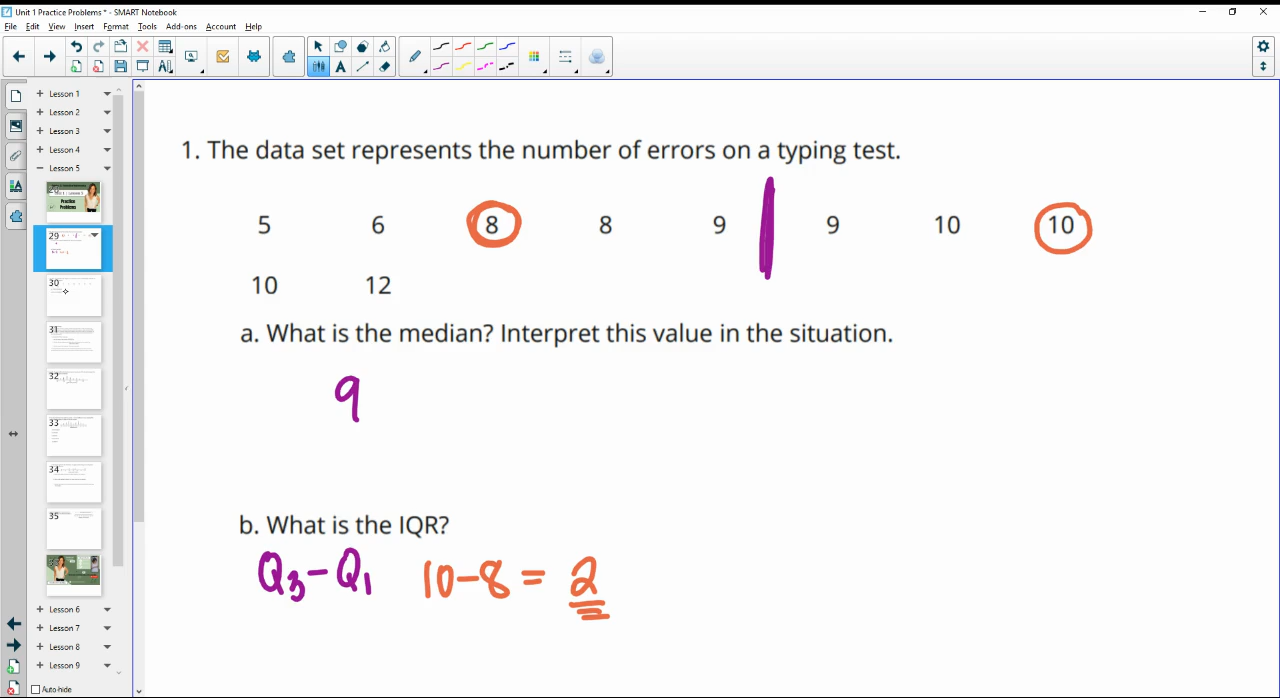 Unit 1 Practice Problems * - SMART Notebook
File Edit View Insert Format Tools Add-ons Account Help
Lesson 1
Lesson 2
Lesson 3
Lesson 4
Lesson 5
Practice
Problems
29
30
31
32
33
34
35
Lesson 6
Lesson 7
Lesson 8
Lesson 9
Auto-hide
1. The data set represents the number of errors on a typing test.
5 6 8 8 9 9 10 10
10 12
a. What is the median? Interpret this value in the situation.
9
b. What is the IQR?
Q3 - Q1 10 - 8 = 2